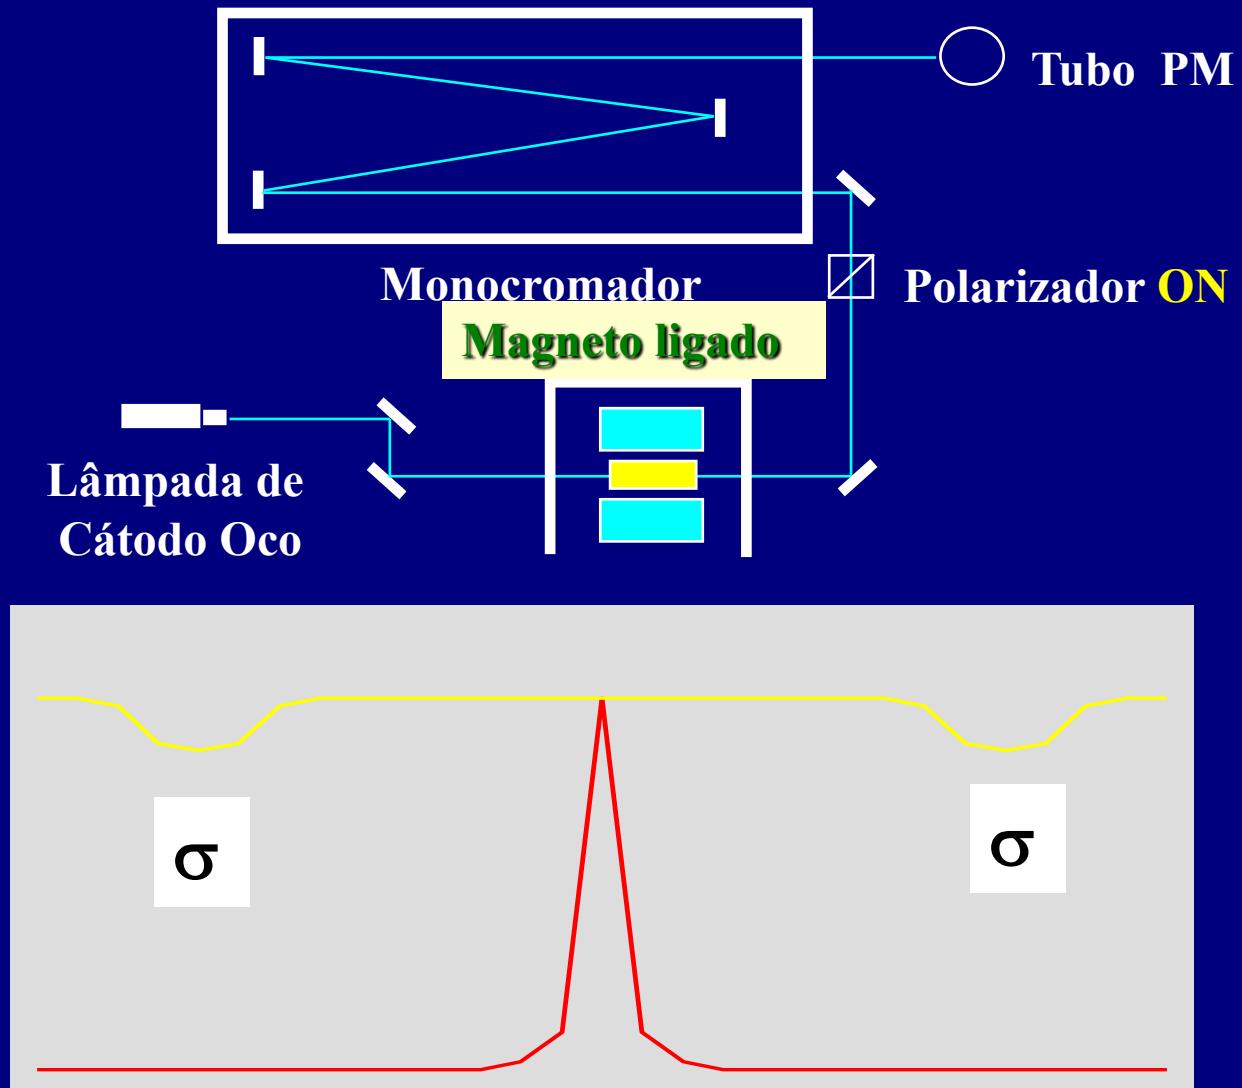 Tubo PM
Monocromador
Polarizador ON
Magneto ligado
Lâmpada de
Cátodo Oco
σ
σ